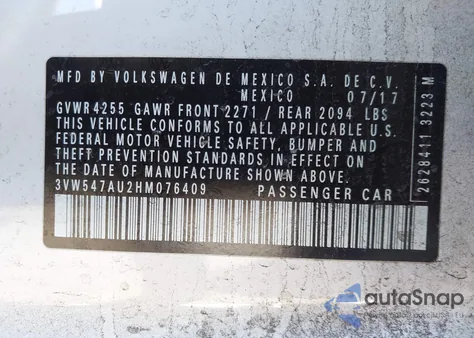 MFD BY VOLKSWAGEN DE MEXICO S.A. DE C.V.
MEXICO 07/17
GVWR 4255 GAWR FRONT 2271 / REAR 2094 LBS
THIS VEHICLE CONFORMS TO ALL APPLICABLE
FEDERAL MOTOR VEHICLE SAFETY, BUMPER AND
THEFT PREVENTION STANDARDS IN EFFECT ON
THE DATE OF MANUFACTURE SHOWN ABOVE.
3VW547AU2HM076409 PASSENGER CAR
2628411 3223 M
autoSnap